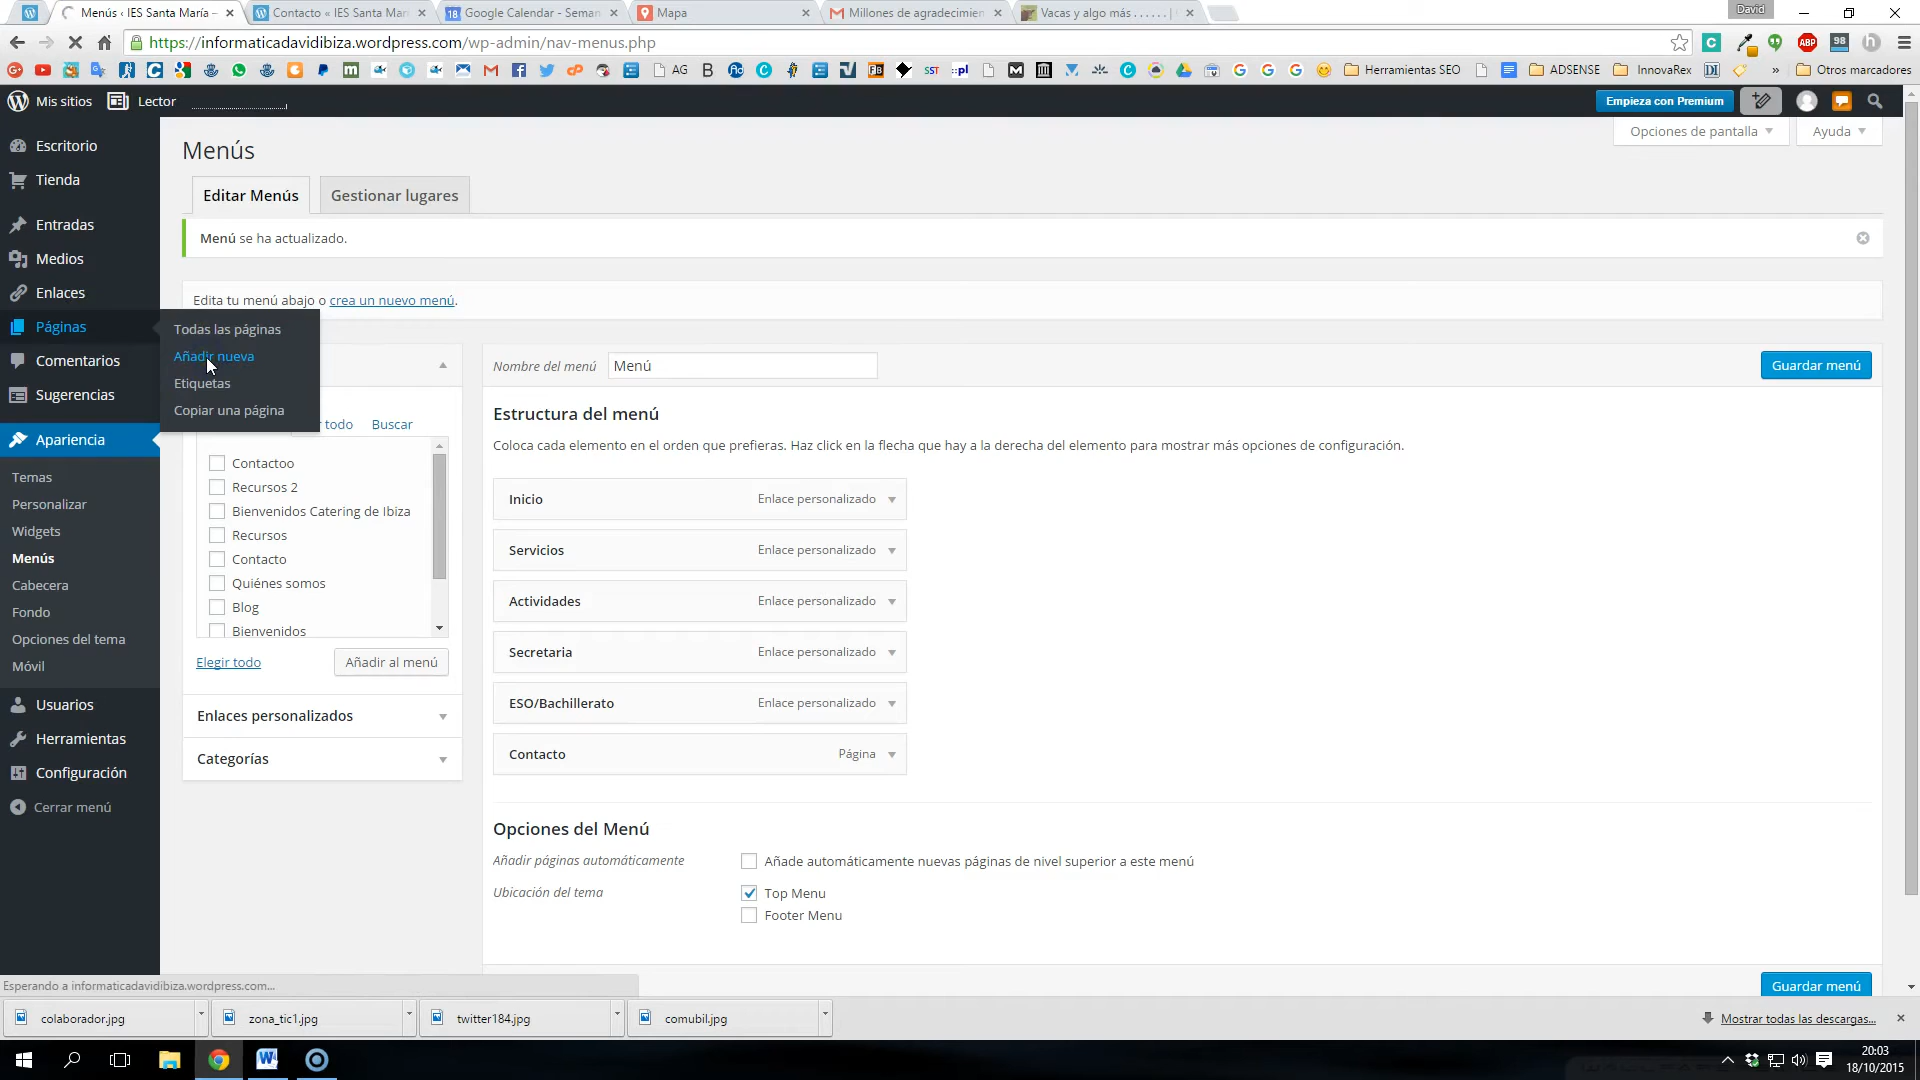 Menús ‹ IES Santa María –
Contacto « IES Santa Marí
Google Calendar - Seman
Mapa
Millones de agradecimien
Vacas y algo más . . . . . . |
David
https://informaticadavidibiza.wordpress.com/wp-admin/nav-menus.php
AG
Herramientas SEO
ADSENSE
InnovaRex
Otros marcadores
Mis sitios
Lector
Empieza con Premium
Opciones de pantalla
Ayuda
Escritorio
Tienda
Entradas
Medios
Enlaces
Páginas
Comentarios
Sugerencias
Apariencia
Temas
Personalizar
Widgets
Menús
Cabecera
Fondo
Opciones del tema
Móvil
Usuarios
Herramientas
Configuración
Cerrar menú
Todas las páginas
Añadir nueva
Etiquetas
Copiar una página
Menús
Editar Menús
Gestionar lugares
Menú se ha actualizado.
Edita tu menú abajo o crea un nuevo menú.
todo
Buscar
Contactoo
Recursos 2
Bienvenidos Catering de Ibiza
Recursos
Contacto
Quiénes somos
Blog
Bienvenidos
Elegir todo
Añadir al menú
Enlaces personalizados
Categorías
Nombre del menú
Menú
Guardar menú
Estructura del menú
Coloca cada elemento en el orden que prefieras. Haz click en la flecha que hay a la derecha del elemento para mostrar más opciones de configuración.
Inicio Enlace personalizado
Servicios Enlace personalizado
Actividades Enlace personalizado
Secretaria Enlace personalizado
ESO/Bachillerato Enlace personalizado
Contacto Página
Opciones del Menú
Añadir páginas automáticamente
Añade automáticamente nuevas páginas de nivel superior a este menú
Ubicación del tema
Top Menu
Footer Menu
Guardar menú
Esperando a informaticadavidibiza.wordpress.com...
colaborador.jpg
zona_tic1.jpg
twitter184.jpg
comubil.jpg
Mostrar todas las descargas...
20:03
18/10/2015